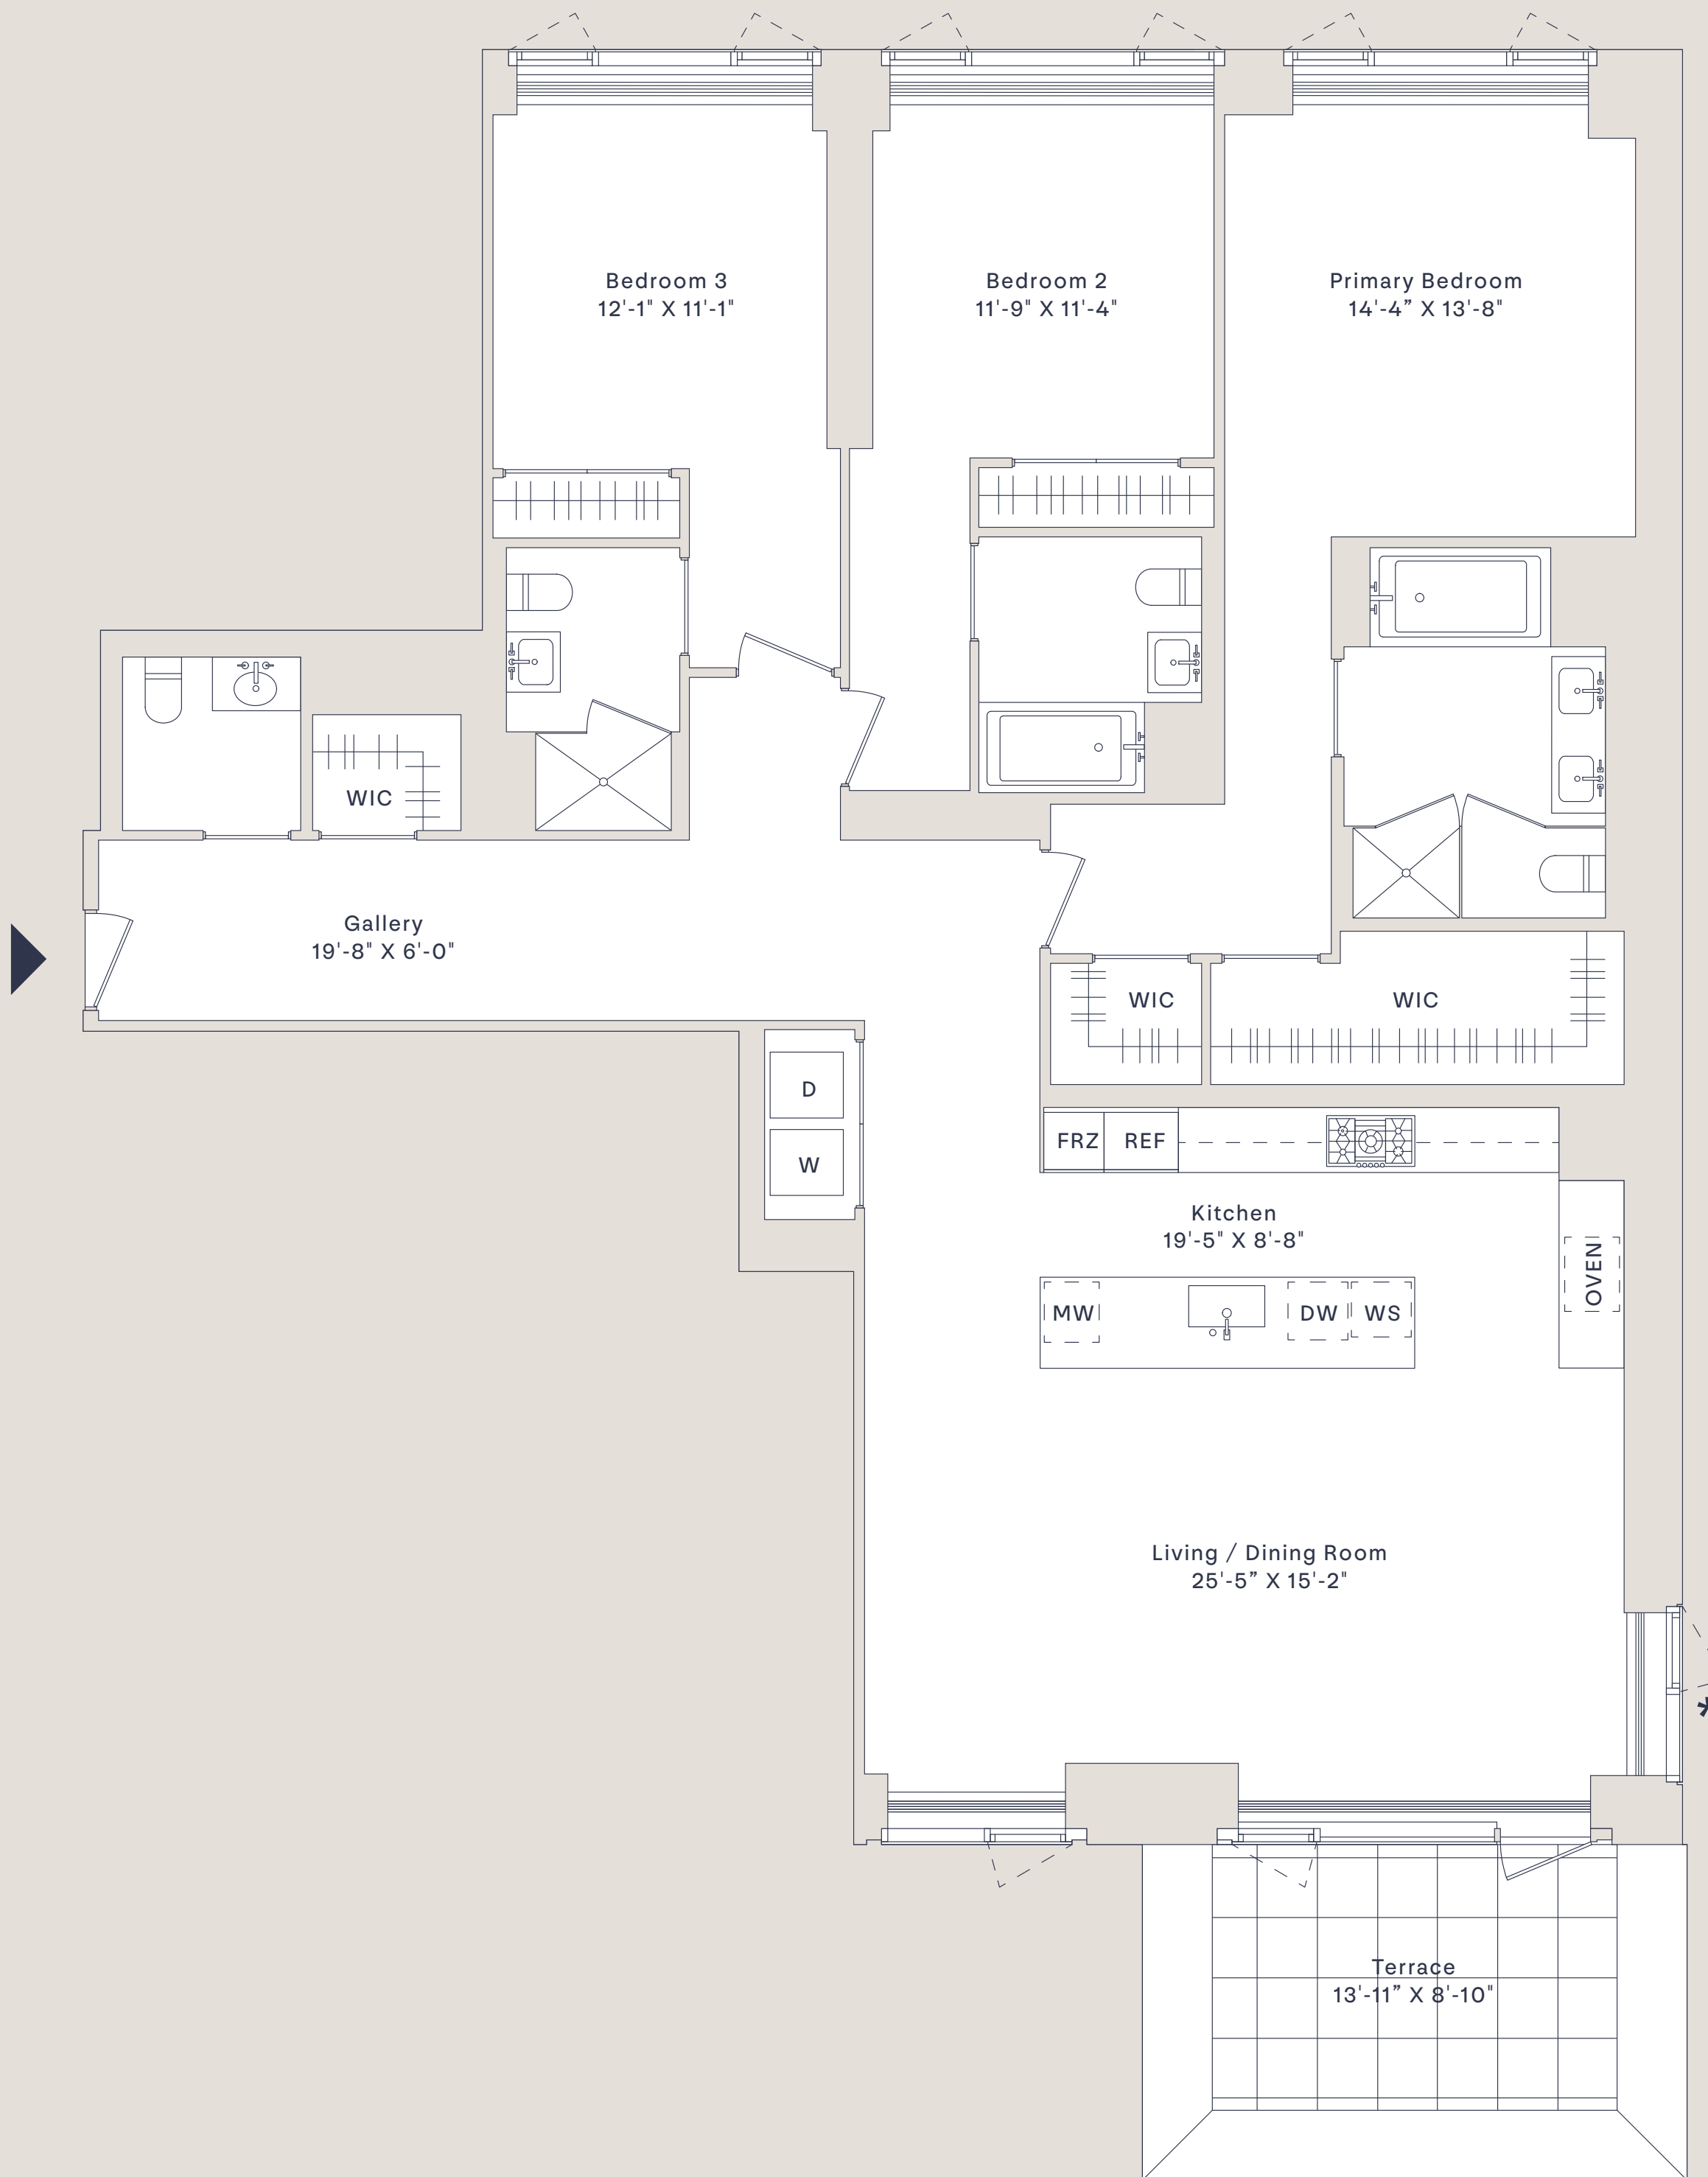 Bedroom 3
12'-1" X 11'-1"
Bedroom 2
11'-9" X 11'-4"
Primary Bedroom
14'-4” X 13'-8"
WIC
Gallery
19'-8" X 6'-0"
WIC
WIC
D
W
FRZ
REF
Kitchen
19'-5" X 8'-8"
OVEN
MW
DW
WS
Living / Dining Room
25'-5” X 15'-2"
*
Terrace
13'-11” X 8'-10"